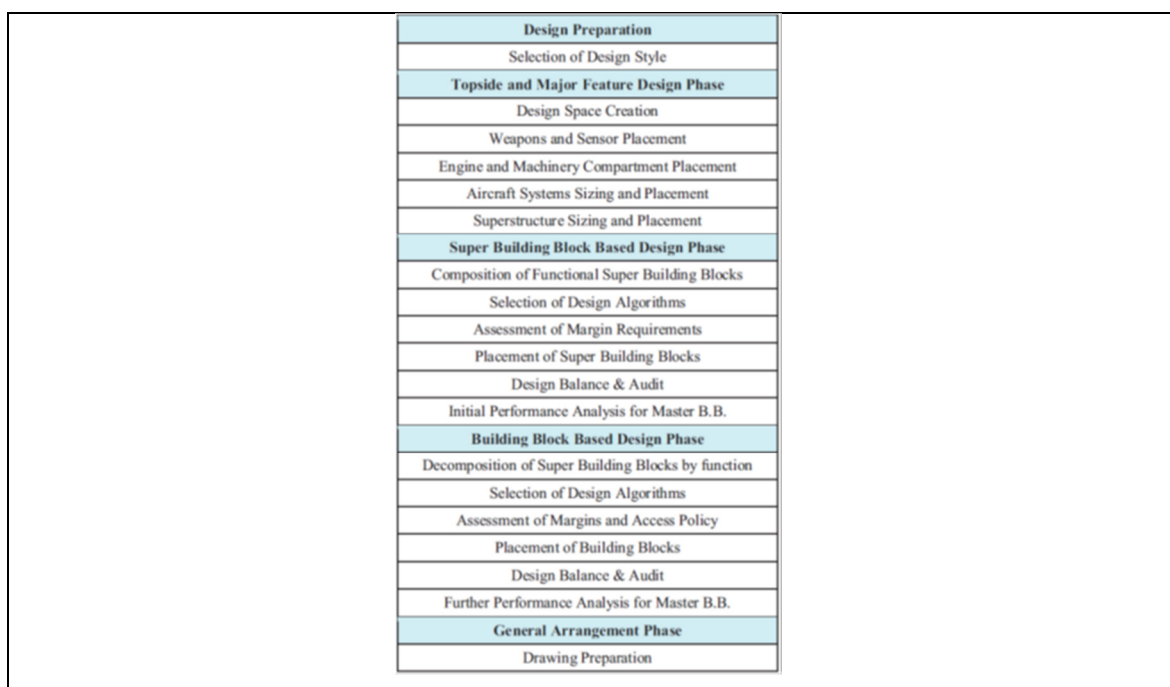 Design Preparation
Selection of Design Style
Topside and Major Feature Design Phase
Design Space Creation
Weapons and Sensor Placement
Engine and Machinery Compartment Placement
Aircraft Systems Sizing and Placement
Superstructure Sizing and Placement
Super Building Block Based Design Phase
Composition of Functional Super Building Blocks
Selection of Design Algorithms
Assessment of Margin Requirements
Placement of Super Building Blocks
Design Balance & Audit
Initial Performance Analysis for Master B.B.
Building Block Based Design Phase
Decomposition of Super Building Blocks by function
Selection of Design Algorithms
Assessment of Margins and Access Policy
Placement of Building Blocks
Design Balance & Audit
Further Performance Analysis for Master B.B.
General Arrangement Phase
Drawing Preparation